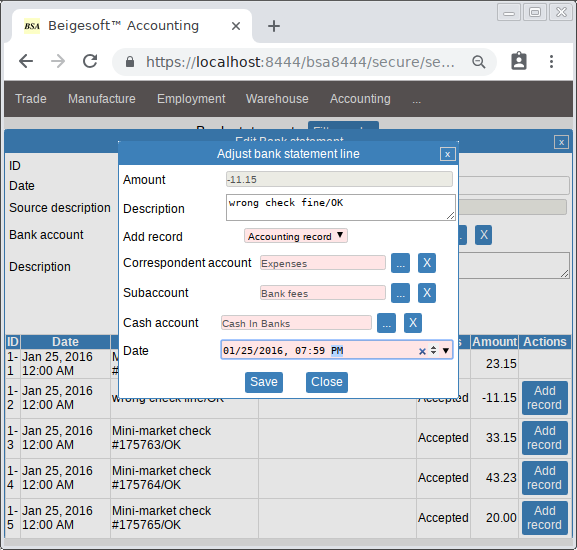 BSA Beigesoft™ Accounting
https://localhost:8444/bsa8444/secure/se...
Trade Manufacture Employment Warehouse Accounting ...
Edit Bank statement x
Adjust bank statement line x
ID
Date
Source description
Bank account X
Description
Amount -11.15
Description wrong check fine/OK
Add record Accounting record
Correspondent account Expenses ... X
Subaccount Bank fees ... X
Cash account Cash In Banks ... X
Date 01/25/2016, 07:59 PM
Save Close
ID Date Amount Actions
1-1 Jan 25, 2016 12:00 AM 23.15
1-2 Jan 25, 2016 12:00 AM wrong check fine/OK Accepted -11.15 Add record
1-3 Jan 25, 2016 12:00 AM Mini-market check #175763/OK Accepted 33.15 Add record
1-4 Jan 25, 2016 12:00 AM Mini-market check #175764/OK Accepted 43.23 Add record
1-5 Jan 25, 2016 12:00 AM Mini-market check #175765/OK Accepted 20.00 Add record